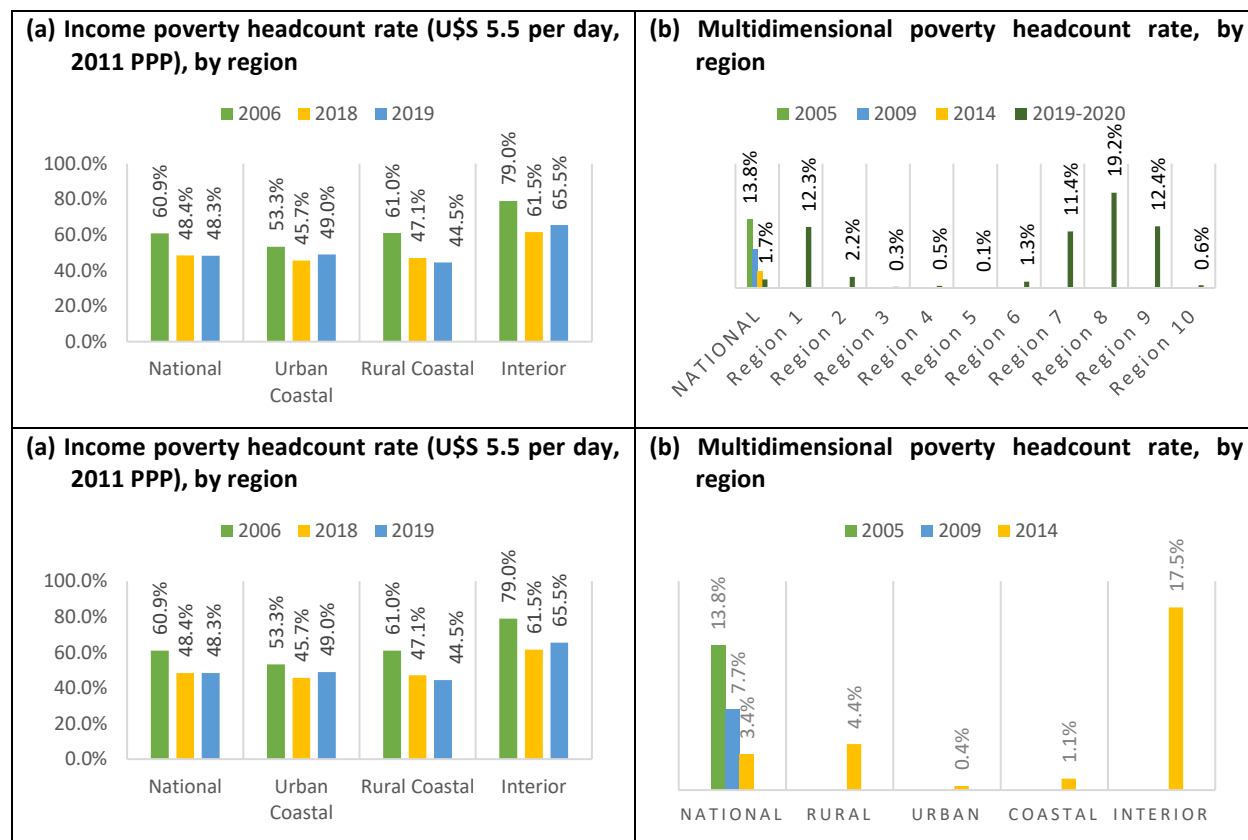 (a) Income poverty headcount rate (U$S 5.5 per day,
2011 PPP), by region
2006 2018 2019
100.0%
80.0%
60.0%
40.0%
20.0%
0.0%
60.9%
48.4%
48.3%
53.3%
45.7%
49.0%
61.0%
47.1%
44.5%
79.0%
61.5%
65.5%
National Urban Rural Coastal Interior
Coastal
(b) Multidimensional poverty headcount rate, by
region
2005 2009 2014 2019-2020
13.8%
1.7%
12.3%
2.2%
0.3%
0.5%
0.1%
1.3%
11.4%
19.2%
12.4%
0.6%
NATIONAL
Region 1
Region 2
Region 3
Region 4
Region 5
Region 6
Region 7
Region 8
Region 9
Region 10
(a) Income poverty headcount rate (U$S 5.5 per day,
2011 PPP), by region
2006 2018 2019
100.0%
80.0%
60.0%
40.0%
20.0%
0.0%
60.9%
48.4%
48.3%
53.3%
45.7%
49.0%
61.0%
47.1%
44.5%
79.0%
61.5%
65.5%
National Urban Rural Coastal Interior
Coastal
(b) Multidimensional poverty headcount rate, by
region
2005 2009 2014
13.8%
7.7%
3.4%
4.4%
0.4%
1.1%
17.5%
NATIONAL RURAL URBAN COASTAL INTERIOR